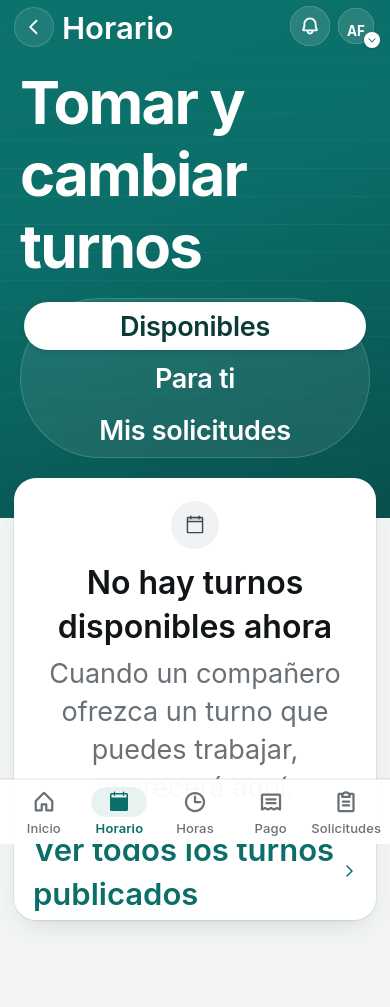 Horario
AF
Tomar y
cambiar
turnos
Disponibles
Para ti
Mis solicitudes
No hay turnos
disponibles ahora
Cuando un compañero
ofrezca un turno que
puedes trabajar,
aquí.
Inicio
Horario
Horas
Pago
Solicitudes
Ver todos los turnos
publicados